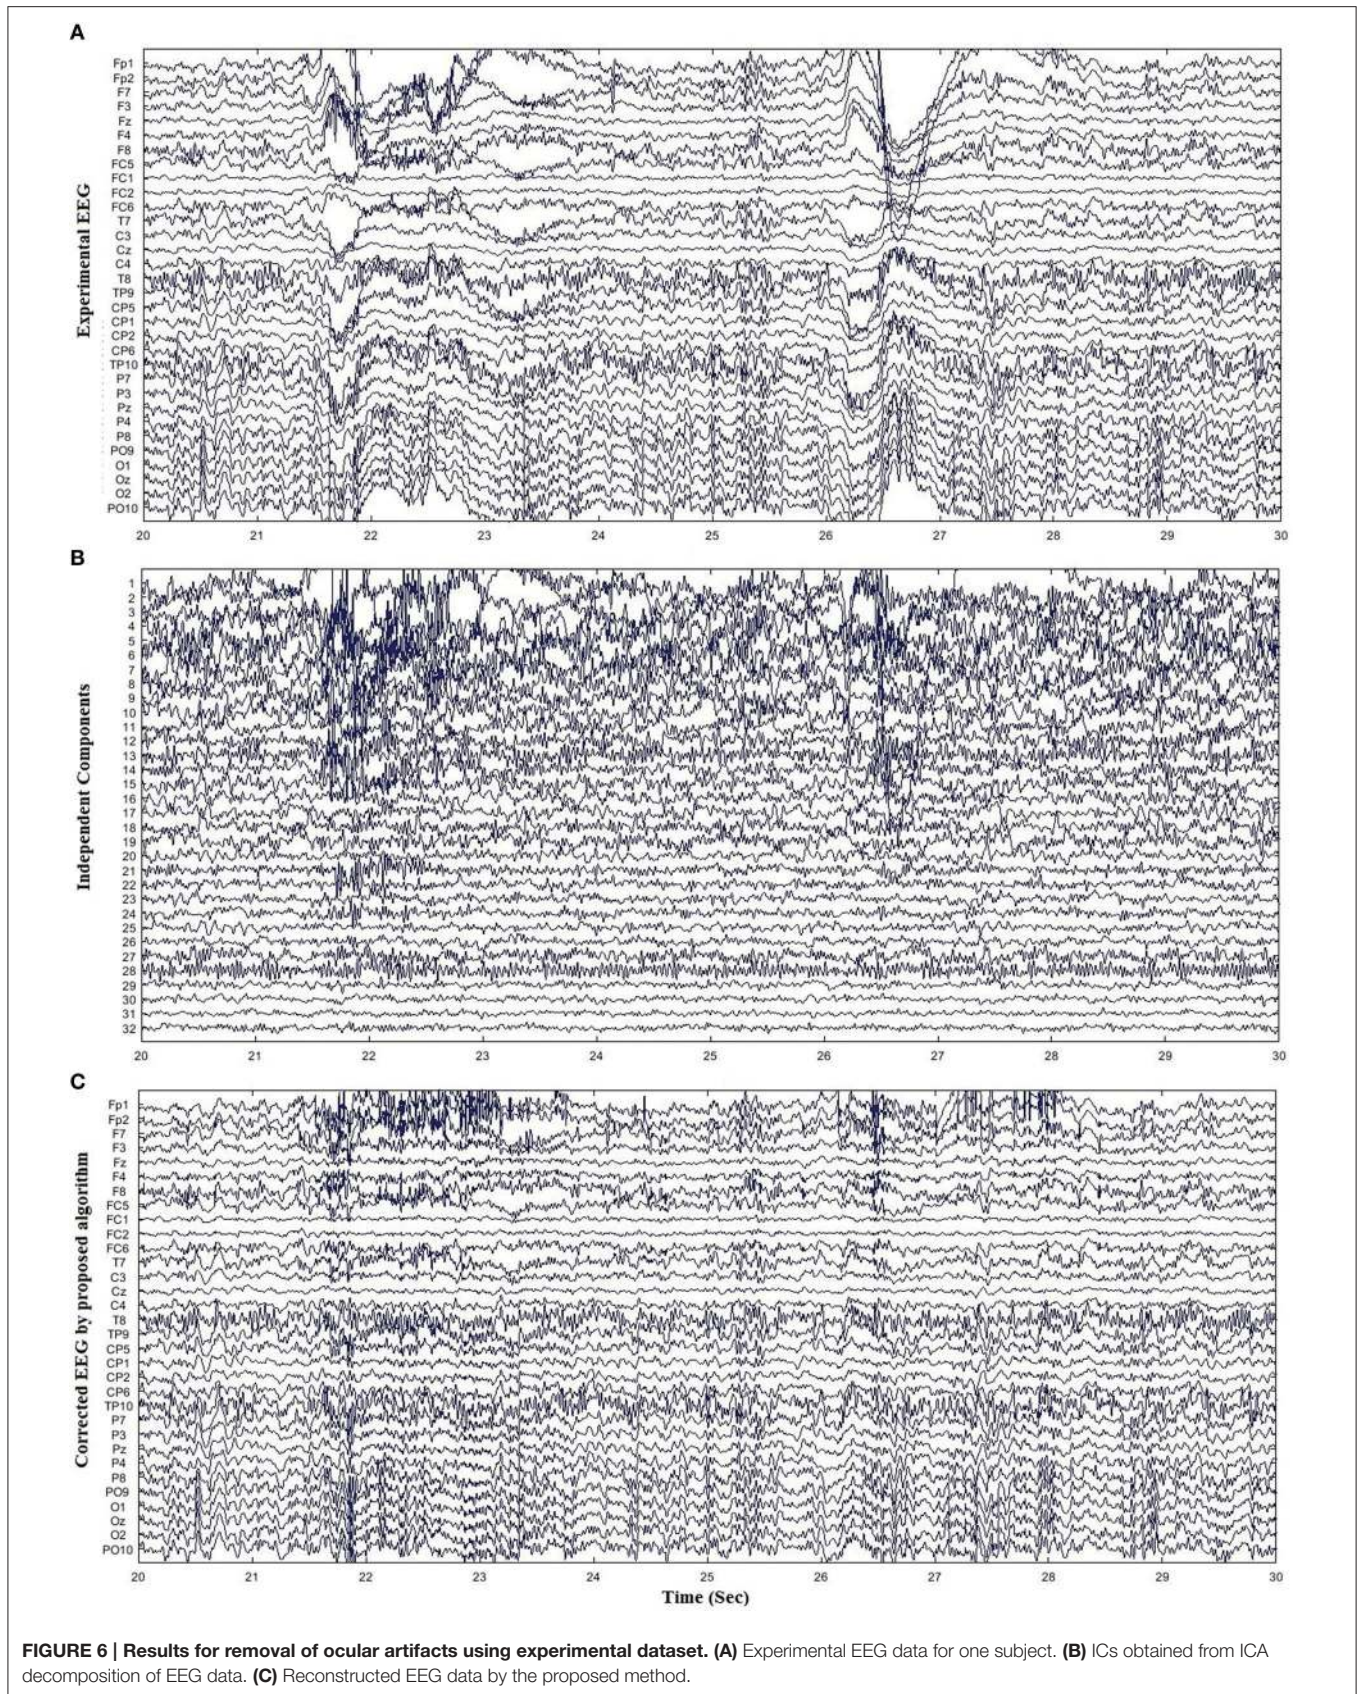 A
Experimental EEG
Fp1
Fp2
F7
F3
Fz
F4
F8
FC5
FC1
FC2
FC6
T7
C3
Cz
C4
T8
TP9
CP5
CP1
CP2
CP6
TP10
P7
P3
Pz
P4
P8
PO9
O1
Oz
O2
PO10
20 21 22 23 24 25 26 27 28 29 30
B
Independent Components
1
2
3
4
5
6
7
8
9
10
11
12
13
14
15
16
17
18
19
20
21
22
23
24
25
26
27
28
29
30
31
32
20 21 22 23 24 25 26 27 28 29 30
C
Corrected EEG by proposed algorithm
Fp1
Fp2
F7
F3
Fz
F4
F8
FC5
FC1
FC2
FC6
T7
C3
Cz
C4
T8
TP9
CP5
CP1
CP2
CP6
TP10
P7
P3
Pz
P4
P8
PO9
O1
Oz
O2
PO10
20 21 22 23 24 25 26 27 28 29 30
Time (Sec)
FIGURE 6 | Results for removal of ocular artifacts using experimental dataset. (A) Experimental EEG data for one subject. (B) ICs obtained from ICA
decomposition of EEG data. (C) Reconstructed EEG data by the proposed method.